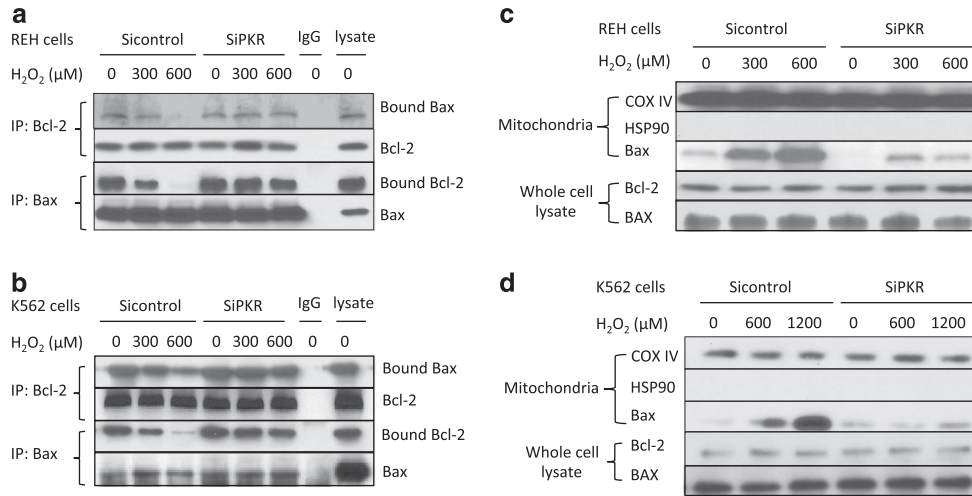 a
REH cells Sicontrol SiPKR IgG lysate
H₂O₂ (µM) 0 300 600 0 300 600 0 0
IP: Bcl-2
Bound Bax
Bcl-2
IP: Bax
Bound Bcl-2
Bax
b
K562 cells Sicontrol SiPKR IgG lysate
H₂O₂ (µM) 0 300 600 0 300 600 0 0
IP: Bcl-2
Bound Bax
Bcl-2
IP: Bax
Bound Bcl-2
Bax
c
REH cells Sicontrol SiPKR
H₂O₂ (µM) 0 300 600 0 300 600
Mitochondria
COX IV
HSP90
Bax
Whole cell
lysate
Bcl-2
BAX
d
K562 cells Sicontrol SiPKR
H₂O₂ (µM) 0 600 1200 0 600 1200
Mitochondria
COX IV
HSP90
Bax
Whole cell
lysate
Bcl-2
BAX